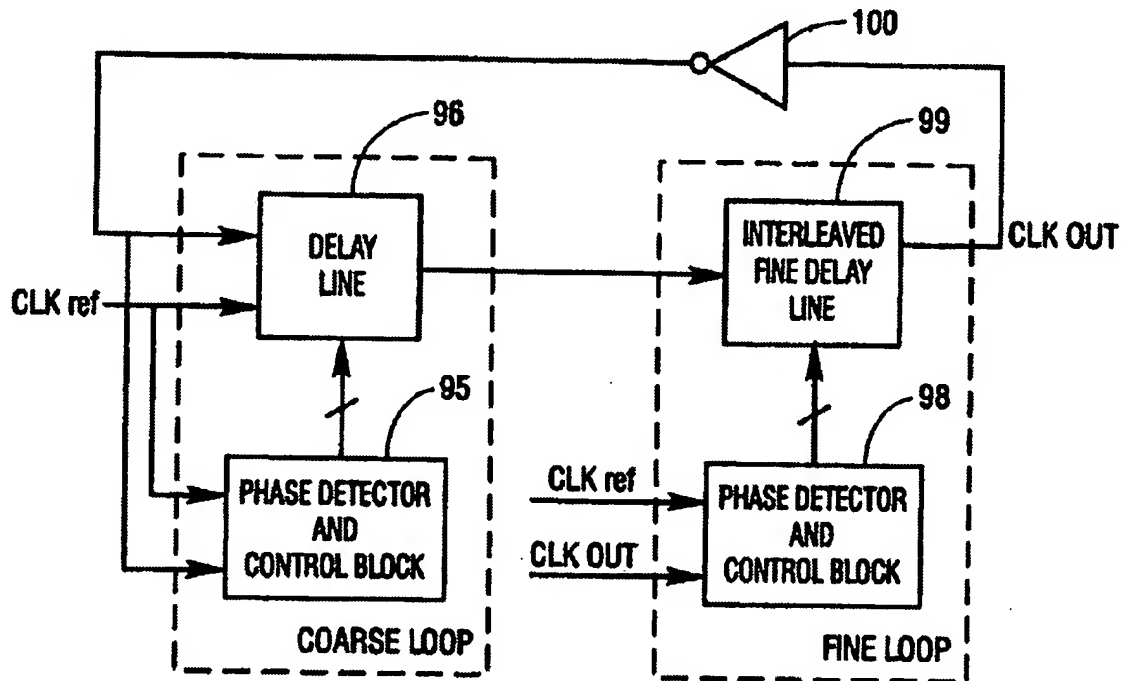 100
96
99
DELAY
LINE
INTERLEAVED
FINE DELAY
LINE
CLK OUT
CLK ref
95
98
PHASE DETECTOR
AND
CONTROL BLOCK
CLK ref
CLK OUT
PHASE DETECTOR
AND
CONTROL BLOCK
COARSE LOOP
FINE LOOP